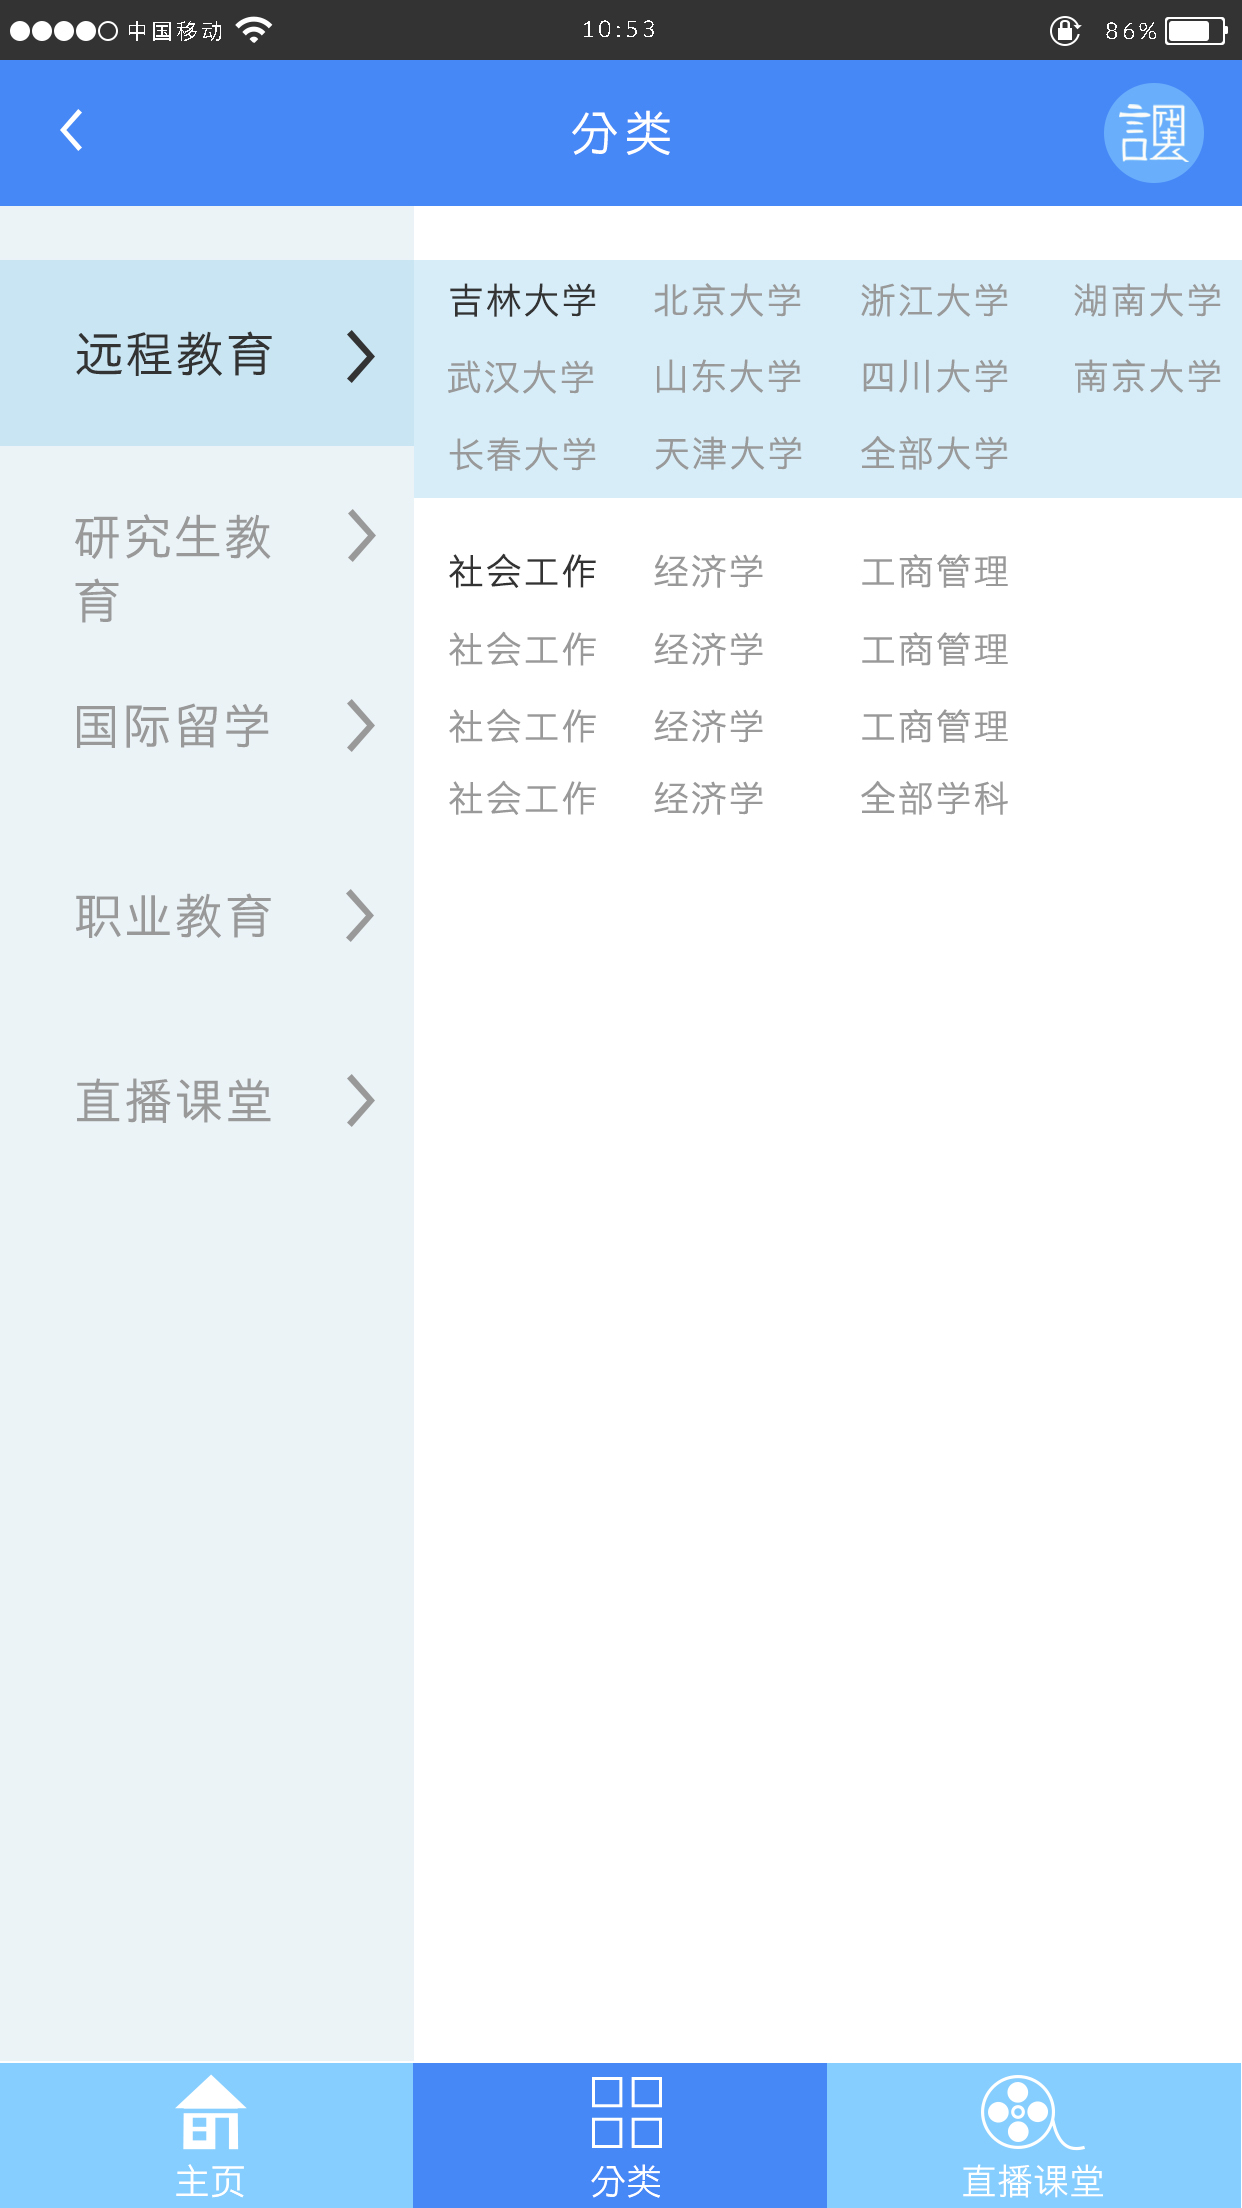 中国移动 10:53 86%
分类
远程教育
研究生教
育
国际留学
职业教育
直播课堂
吉林大学 北京大学 浙江大学 湖南大学
武汉大学 山东大学 四川大学 南京大学
长春大学 天津大学 全部大学
社会工作 经济学 工商管理
社会工作 经济学 工商管理
社会工作 经济学 工商管理
社会工作 经济学 全部学科
主页 分类 直播课堂